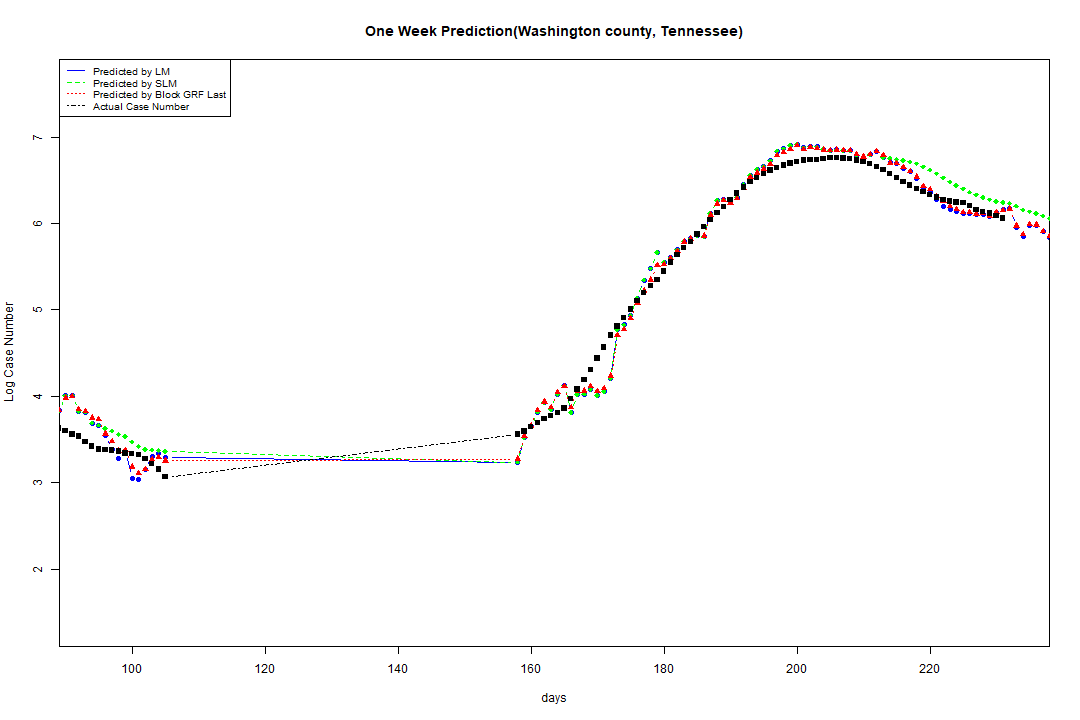 One Week Prediction(Washington county, Tennessee)
Predicted by LM
Predicted by SLM
Predicted by Block GRF Last
Actual Case Number
7
6
5
4
3
2
Log Case Number
100 120 140 160 180 200 220
days